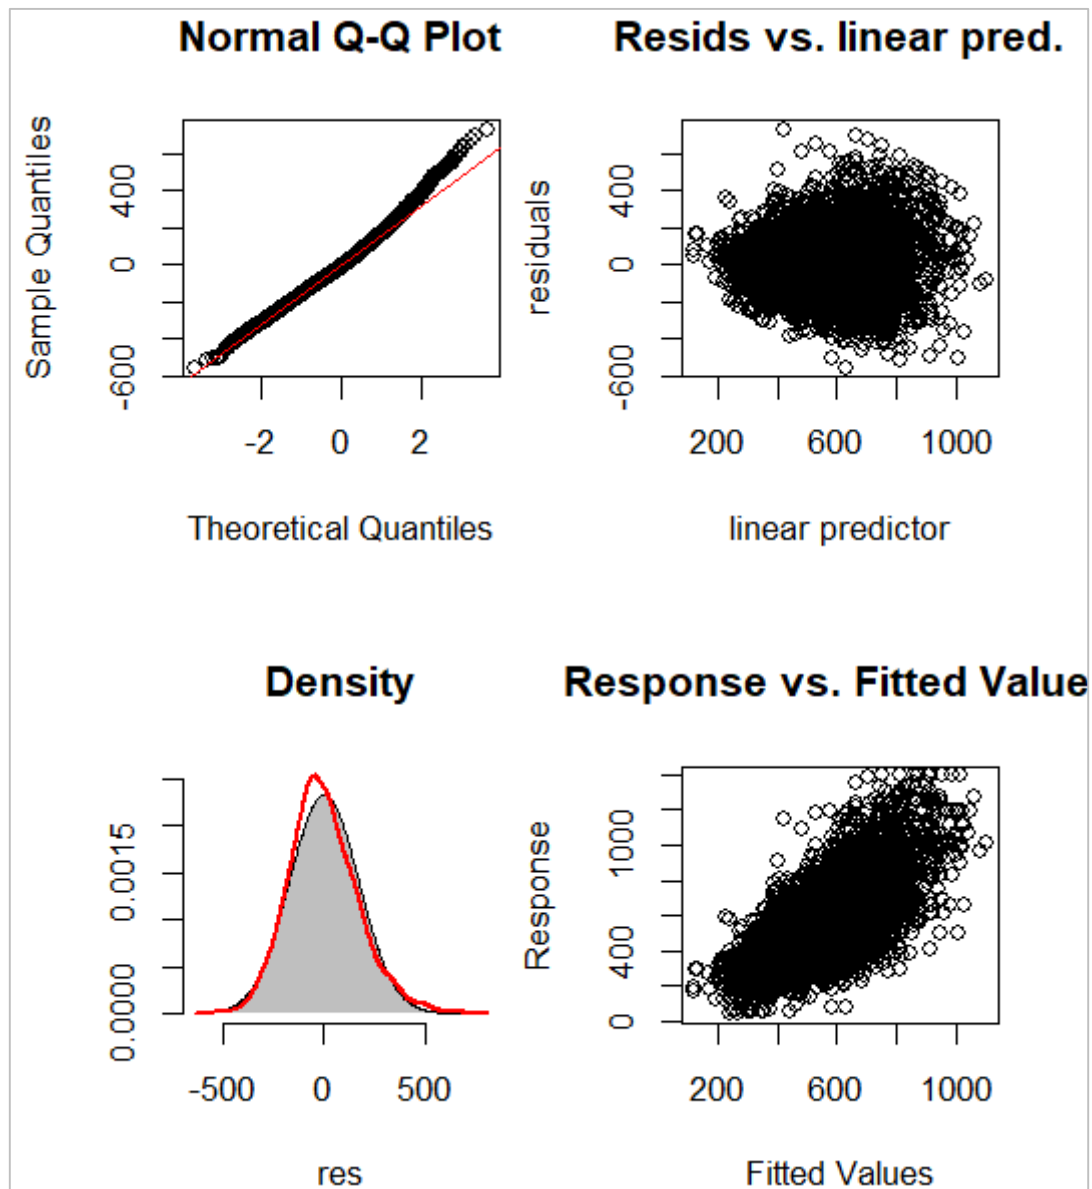 Normal Q-Q Plot
Sample Quantiles
400
0
-600
-2 0 2
Theoretical Quantiles
Resids vs. linear pred.
residuals
400
0
-600
200 600 1000
linear predictor
Density
0.0015
0.0000
-500 0 500
res
Response vs. Fitted Value
Response
1000
400
0
200 600 1000
Fitted Values